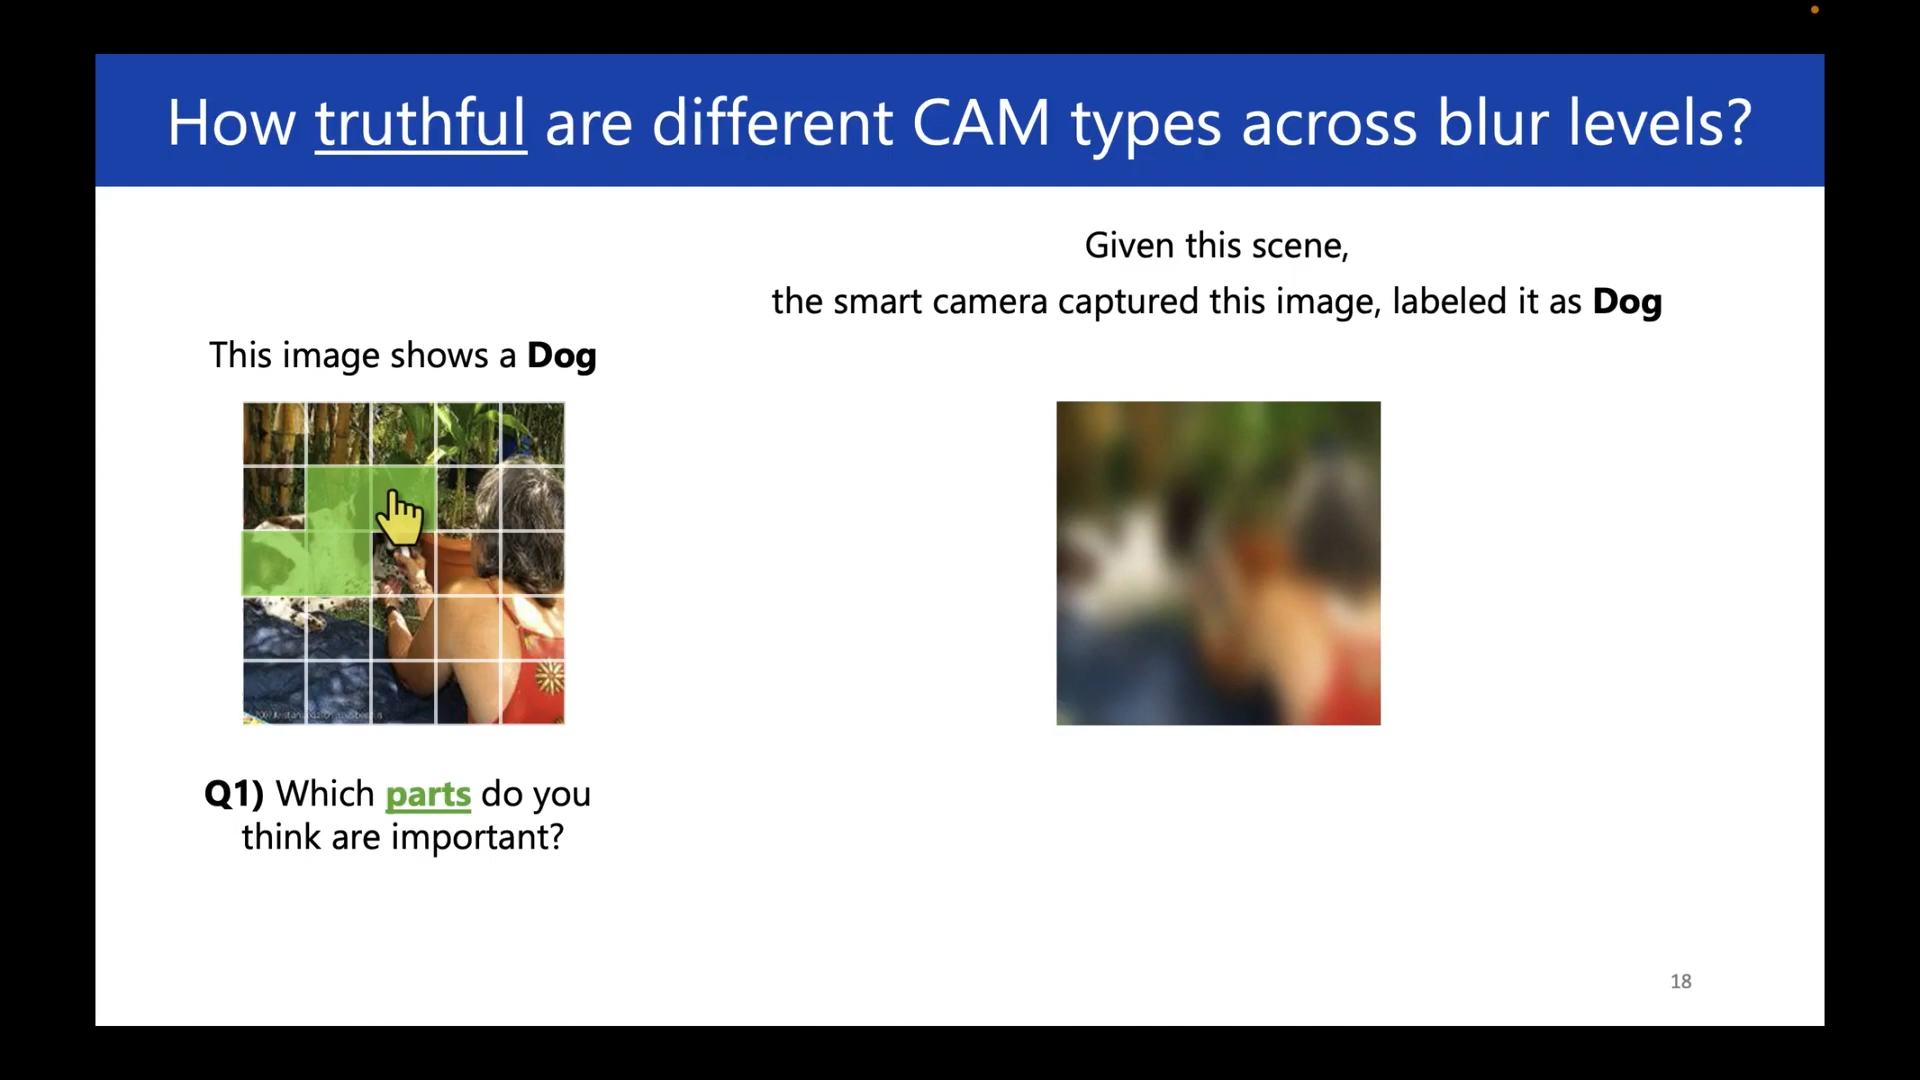 How truthful are different CAM types across blur levels?
Given this scene,
the smart camera captured this image, labeled it as Dog
This image shows a Dog
Q1) Which parts do you
think are important?
18